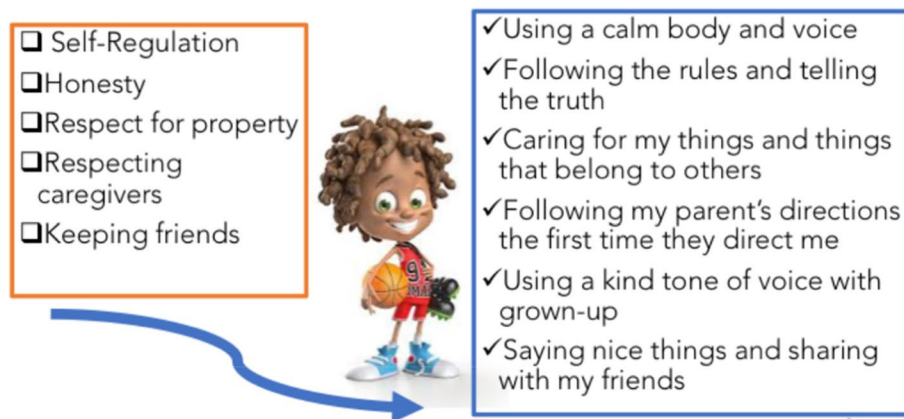 ❑ Self-Regulation
❑Honesty
❑Respect for property
❑Respecting
caregivers
❑Keeping friends
✓Using a calm body and voice
✓Following the rules and telling
the truth
✓Caring for my things and things
that belong to others
✓Following my parent’s directions
the first time they direct me
✓Using a kind tone of voice with
grown-up
✓Saying nice things and sharing
with my friends
9